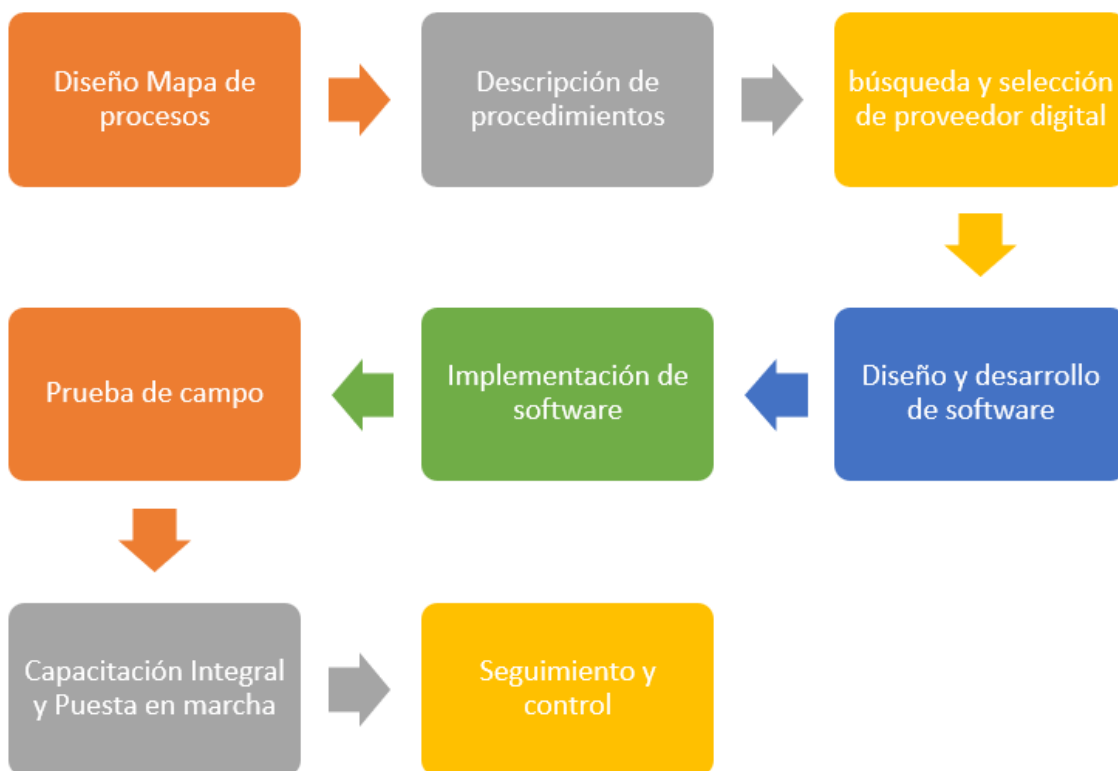 Diseño Mapa de
procesos
Descripción de
procedimientos
búsqueda y selección
de proveedor digital
Diseño y desarrollo
de software
Implementación de
software
Prueba de campo
Capacitación Integral
y Puesta en marcha
Seguimiento y
control